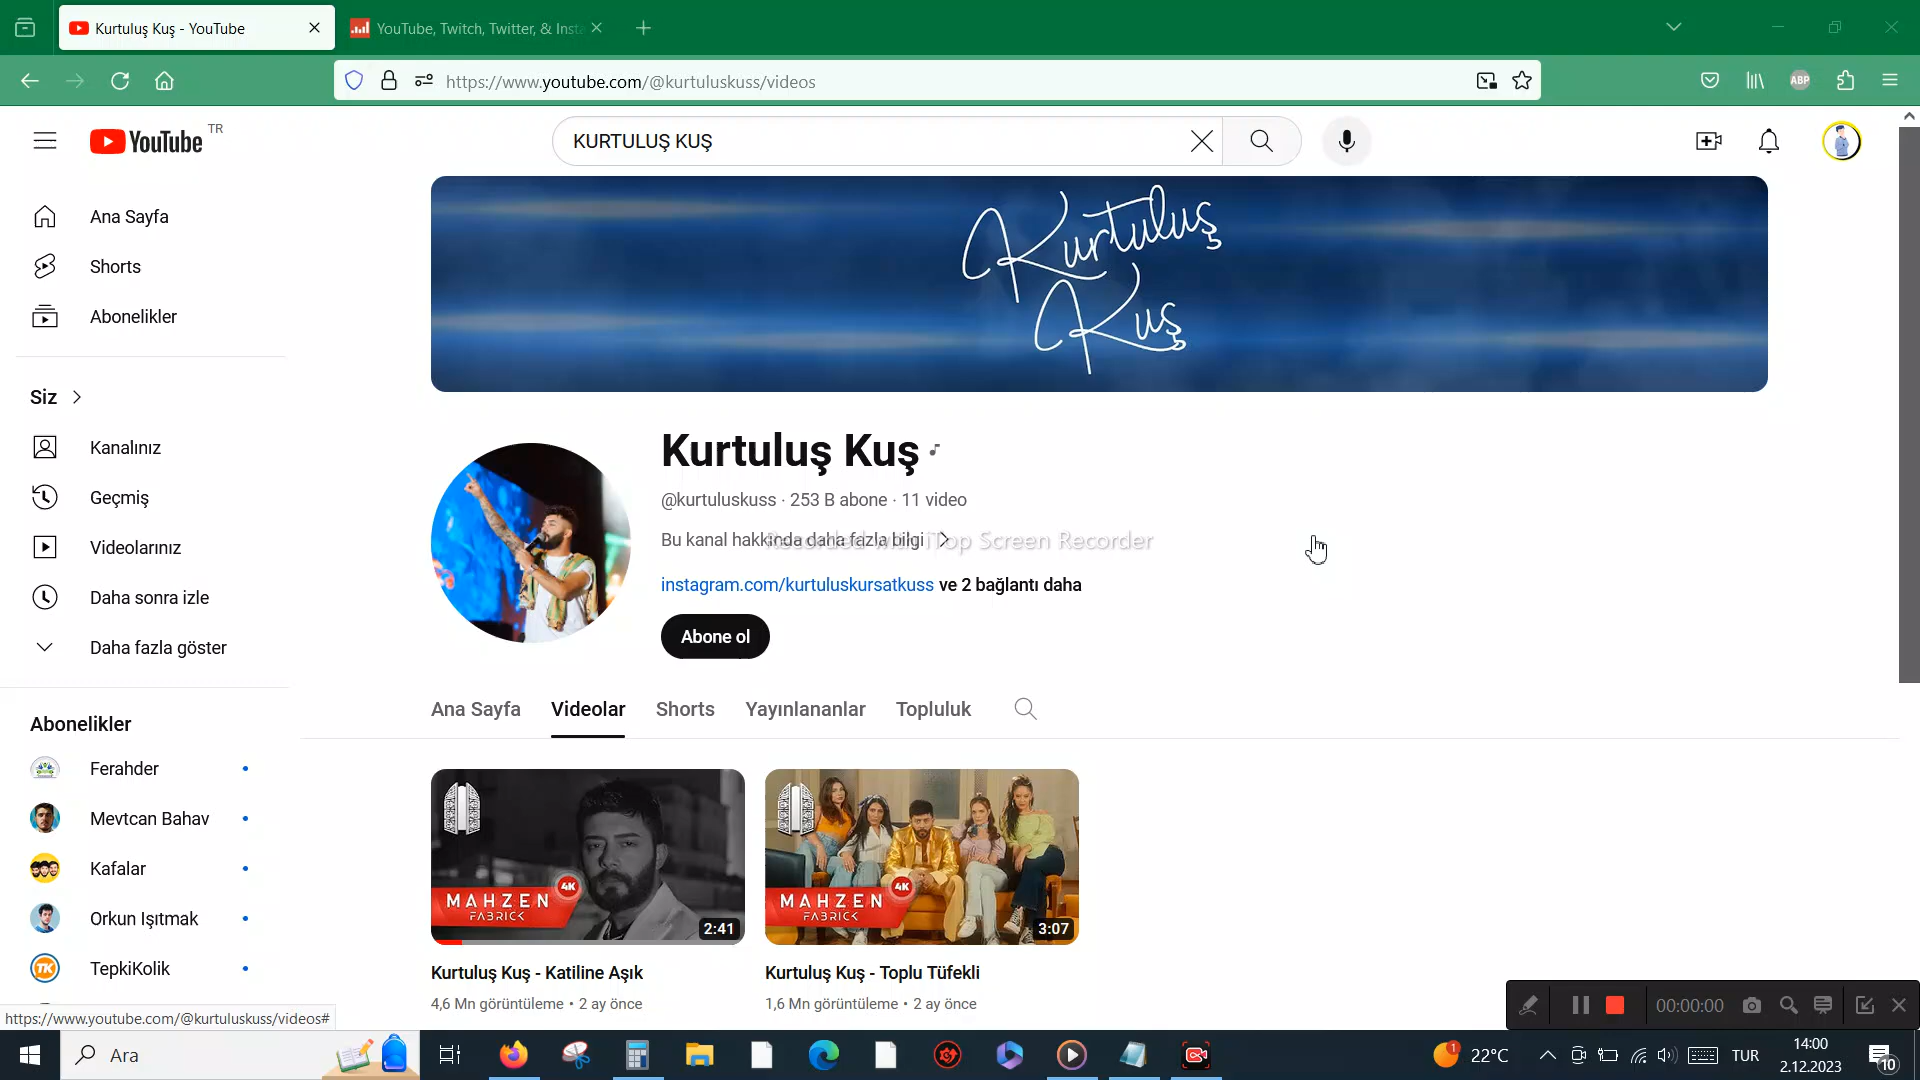 Kurtuluş Kuş - YouTube
YouTube, Twitch, Twitter, & Inst
https://www.youtube.com/@kurtuluskuss/videos
ABP
YouTube TR
KURTULUŞ KUŞ
Ana Sayfa
Shorts
Abonelikler
Siz
Kanalınız
Geçmiş
Videolarınız
Daha sonra izle
Daha fazla göster
Abonelikler
Ferahder
Mevtcan Bahav
Kafalar
Orkun Işıtmak
TepkiKolik
https://www.youtube.com/@kurtuluskuss/videos#
Kurtuluş
Kuş
Kurtuluş Kuş
@kurtuluskuss · 253 B abone · 11 video
Bu kanal hakkında daha fazla bilgi
Recorded with iTop Screen Recorder
instagram.com/kurtuluskursatkuss ve 2 bağlantı daha
Abone ol
Ana Sayfa Videolar Shorts Yayınlananlar Topluluk
MAHZEN
FABRICK
4K
2:41
MAHZEN
FABRICK
4K
3:07
Kurtuluş Kuş - Katiline Aşık
4,6 Mn görüntüleme • 2 ay önce
Kurtuluş Kuş - Toplu Tüfekli
1,6 Mn görüntüleme • 2 ay önce
00:00:00
Ara
1
22°C
TUR
14:00
2.12.2023
10